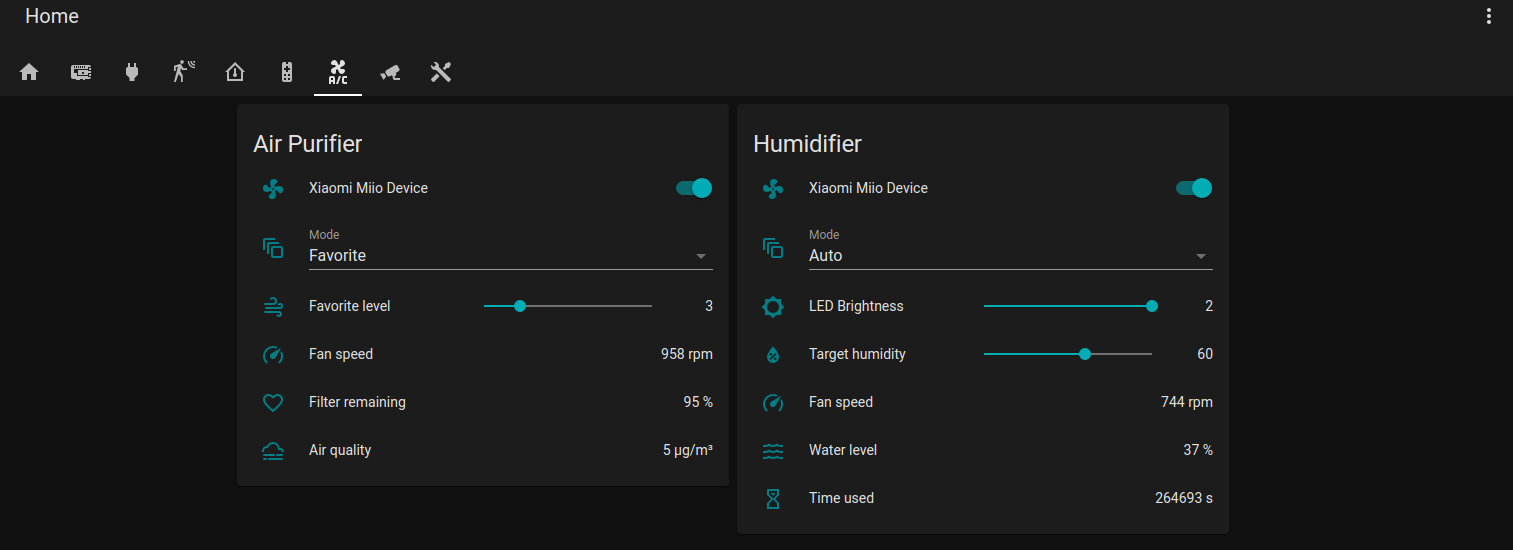 Home
A/C
Air Purifier
Xiaomi Miio Device
Mode
Favorite
Favorite level 3
Fan speed 958 rpm
Filter remaining 95 %
Air quality 5 µg/m³
Humidifier
Xiaomi Miio Device
Mode
Auto
LED Brightness 2
Target humidity 60
Fan speed 744 rpm
Water level 37 %
Time used 264693 s